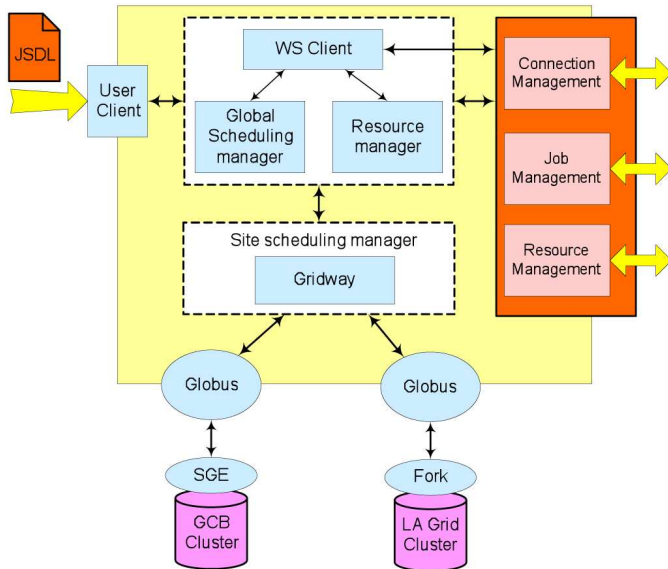 JSDL
User
Client
WS Client
Global
Scheduling
manager
Resource
manager
Connection
Management
Job
Management
Resource
Management
Site scheduling manager
Gridway
Globus
Globus
SGE
Fork
GCB
Cluster
LA Grid
Cluster